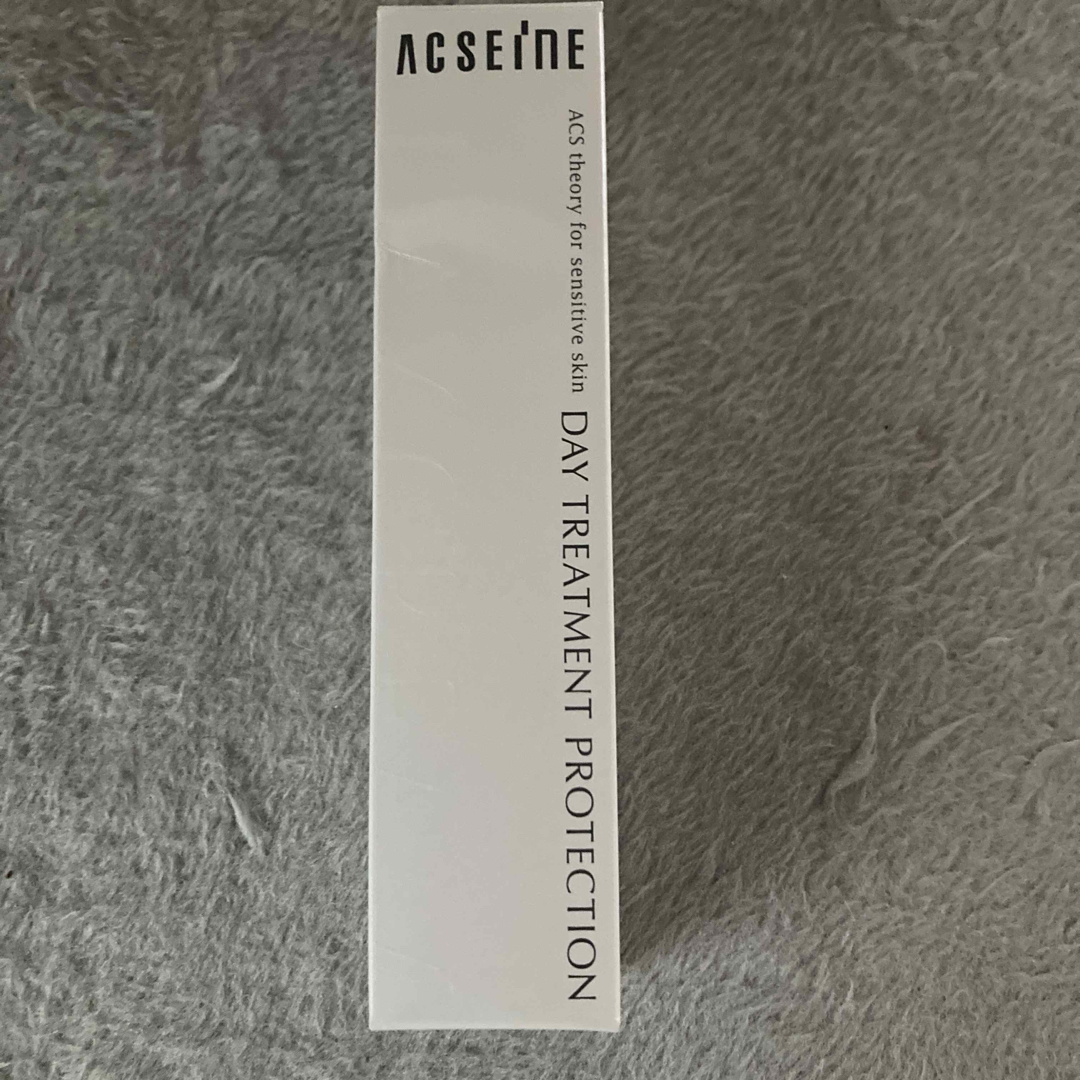 ACSEINE
ACS theory for sensitive skin DAY TREATMENT PROTECTION